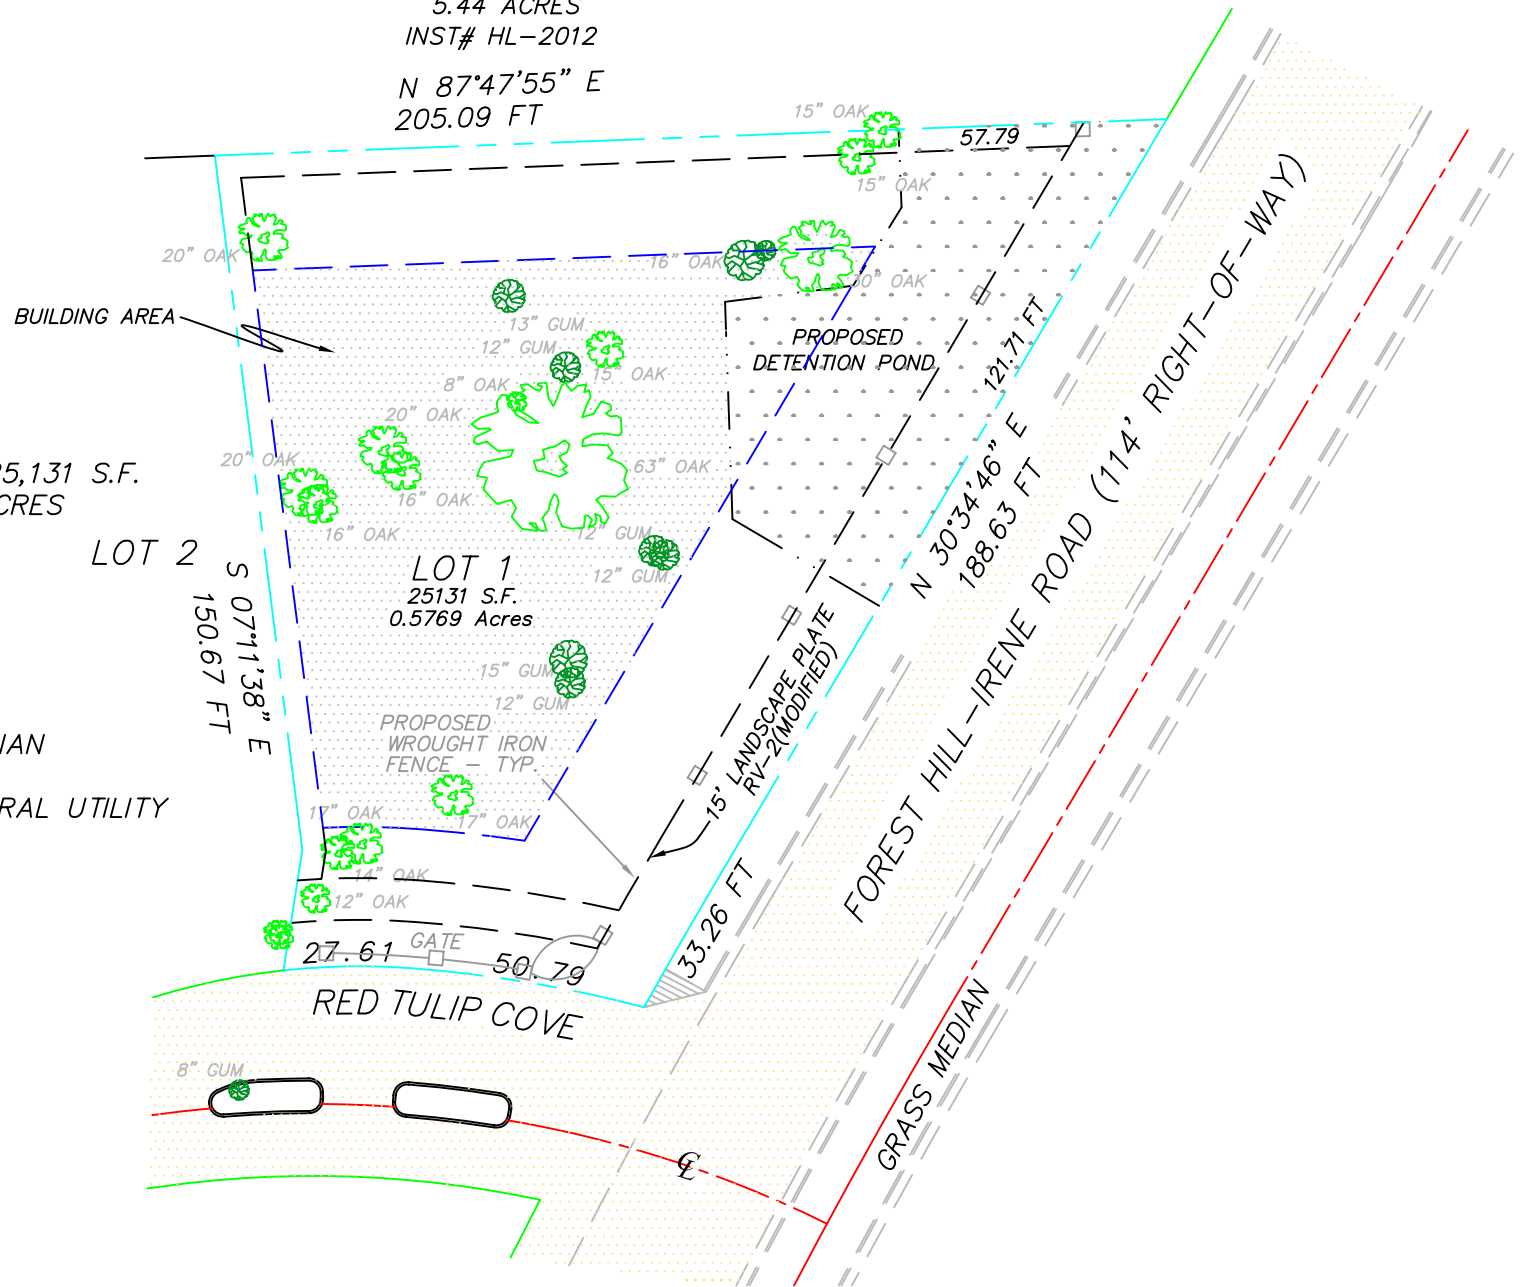 5.44 ACRES
INST# HL-2012
N 87°47'55" E
205.09 FT
15" OAK
57.79
15" OAK
20" OAK
16" OAK
30" OAK
BUILDING AREA
13" GUM
12" GUM
15" OAK
8" OAK
20" OAK
63" OAK
16" OAK
20" OAK
16" OAK
PROPOSED
DETENTION POND
121.71 FT
N 30°34'46" E
188.63 FT
FOREST HILL-IRENE ROAD (114' RIGHT-OF-WAY)
25,131 S.F.
CRES
LOT 2
S 07°11'38" E
150.67 FT
LOT 1
25131 S.F.
0.5769 Acres
12" GUM
12" GUM
15" GUM
12" GUM
PROPOSED
WROUGHT IRON
FENCE - TYP.
15' LANDSCAPE PLATE
RV-2(MODIFIED)
IAN
RAL UTILITY
17" OAK
17" OAK
14" OAK
12" OAK
33.26 FT
GATE
27.61
50.79
RED TULIP COVE
GRASS MEDIAN
8" GUM
CL